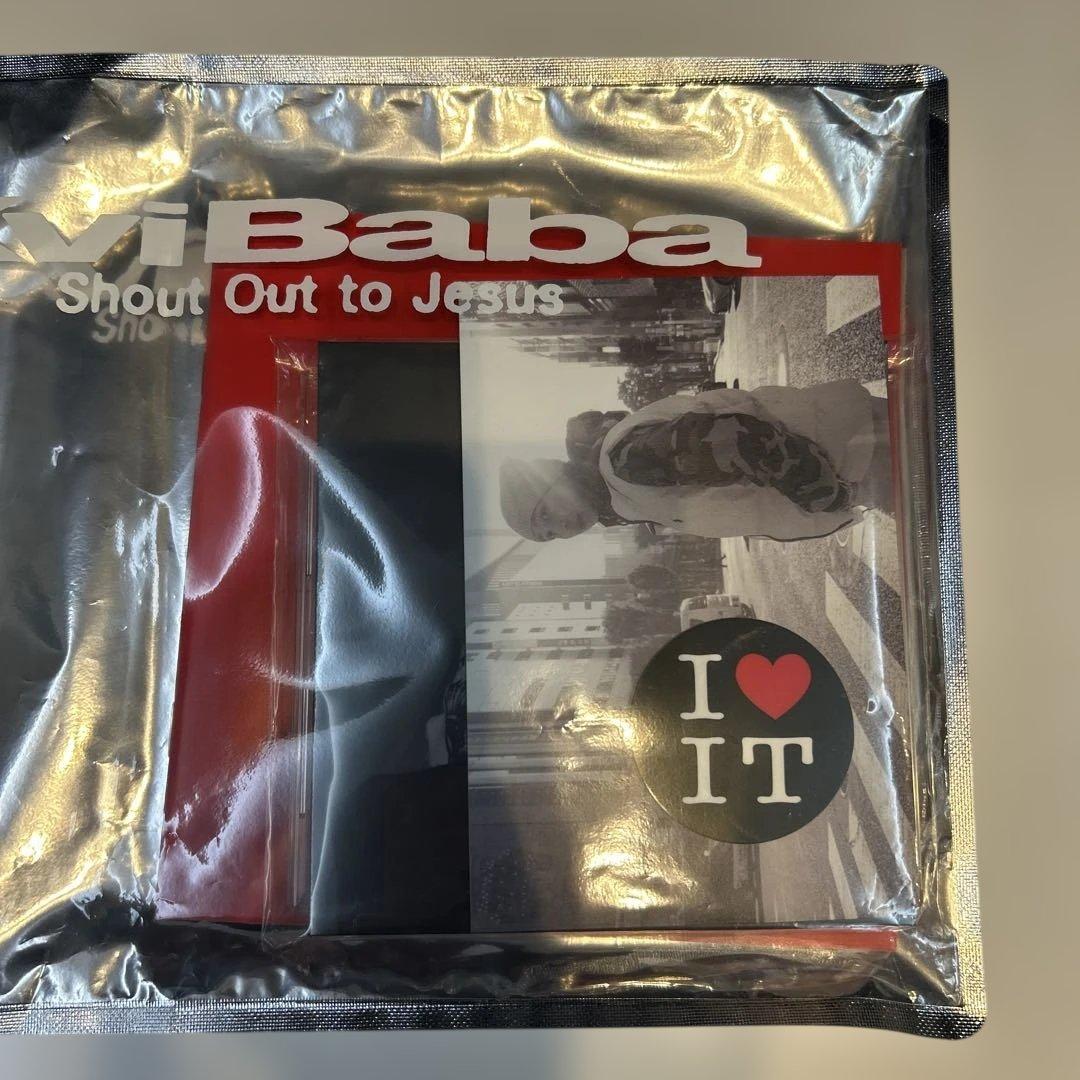 viBaba
Shout Out to Jesus
I ❤
IT